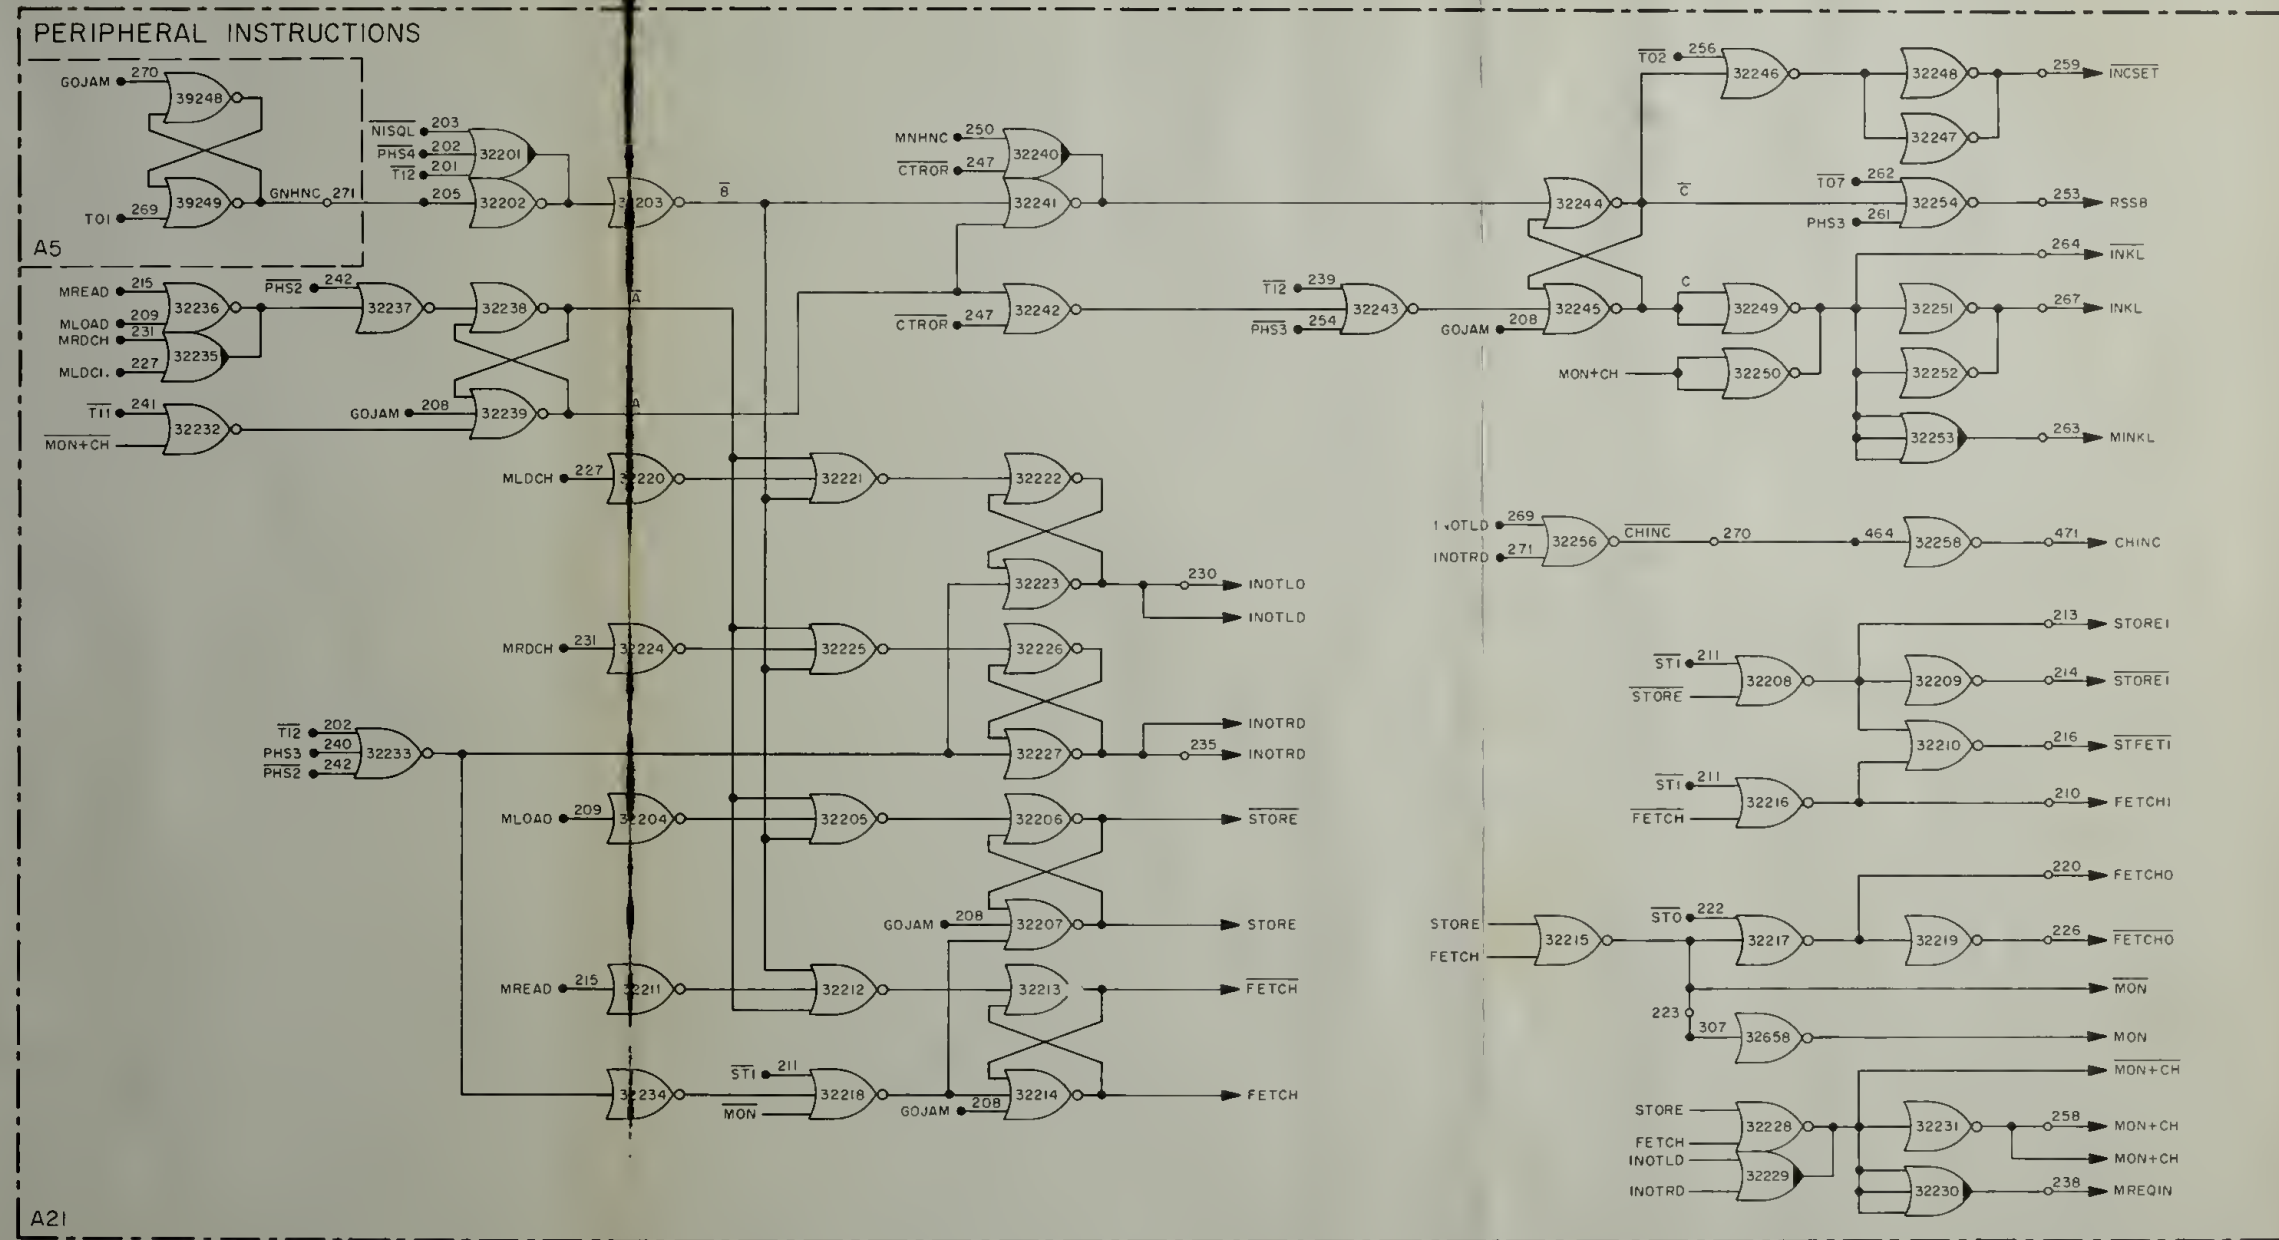 PERIPHERAL INSTRUCTIONS
GOJAM 270
39248
39249
T01 269
GNHNC 271
A5
NISQL 203
PHS4 202
T12 201
205
32201
32202
32203
B
MNHNC 250
CTROR 247
32240
32241
32244
C
T02 256
32246
32248
32247
259 INCSET
T07 262
PHS3 261
32254
253 RSSB
MREAD 215
MLOAD 209
MRDCH 231
227
32236
32235
PHS2 242
32237
32238
A
T11 241
MON+CH
32232
GOJAM 208
32239
A
CTROR 247
32242
T12 239
PHS3 254
32243
GOJAM 208
32245
C
32249
MON+CH
32250
264 INKL
32251
267 INKL
32252
32253
263 MINKL
MLDCH 227
32220
32221
32222
32223
230 INOTLD
INOTLD
MRDCH 231
32224
32225
32226
32227
INOTRD
235 INOTRD
T12 202
PHS3 240
PHS2 242
32233
MLOAD 209
32204
32205
32206
STORE
GOJAM 208
32207
STORE
MREAD 215
32211
32212
32213
FETCH
32234
ST1 211
MON
32218
GOJAM 208
32214
FETCH
269
INOTRD 271
32256
CHINC
270
464
32258
471 CHINC
ST1 211
STORE
32208
213 STORE1
32209
214 STORE1
32210
216 STFET1
ST1 211
FETCH
32216
210 FETCH1
STORE
FETCH
32215
ST0 222
32217
220 FETCH0
32219
226 FETCH0
MON
223
307
32658
MON
MON+CH
STORE
FETCH
INOTLD
INOTRD
32228
32229
32231
258 MON+CH
MON+CH
32230
238 MREQIN
A21